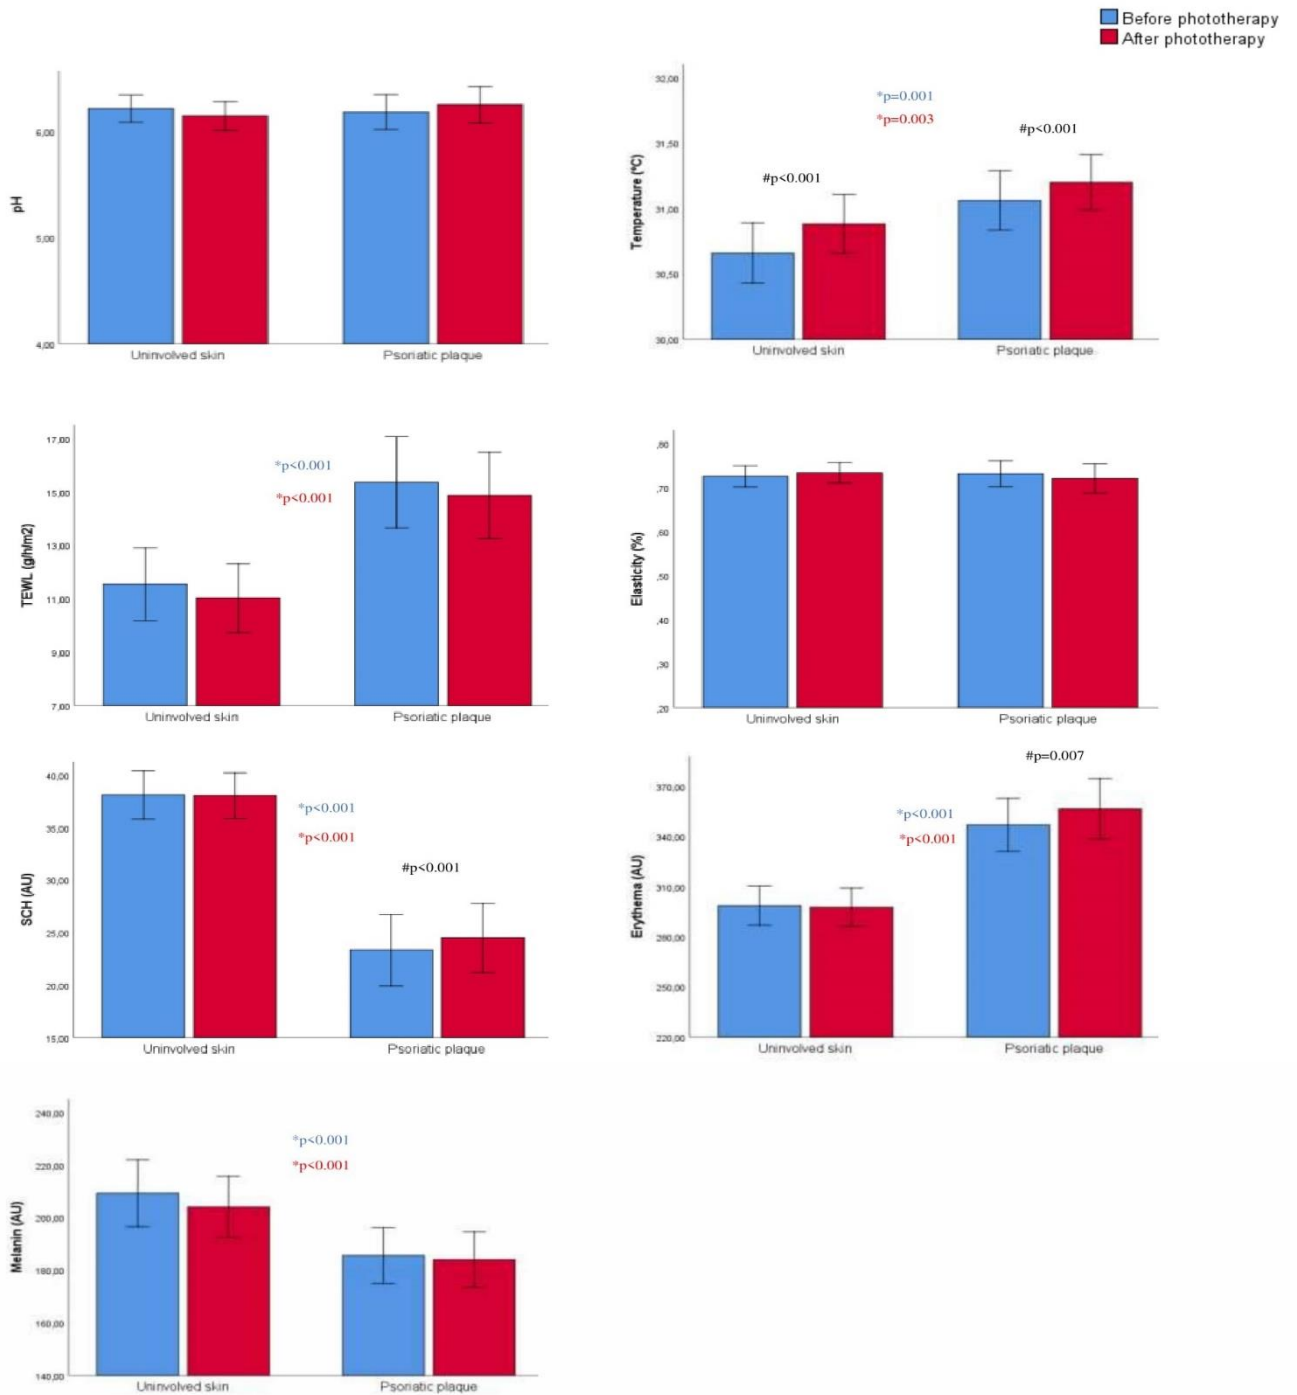 Before phototherapy
After phototherapy
6,00
5,00
4,00
pH
Uninvolved skin
Psoriatic plaque
32,00
31,50
31,00
30,50
30,00
Temperature (ºC)
*p=0.001
*p=0.003
#p<0.001
#p<0.001
Uninvolved skin
Psoriatic plaque
17,00
15,00
13,00
11,00
9,00
7,00
TEWL (g/h/m2)
*p<0.001
*p<0.001
Uninvolved skin
Psoriatic plaque
,80
,70
,60
,50
,40
,30
,20
Elasticity (%)
Uninvolved skin
Psoriatic plaque
40,00
35,00
30,00
25,00
20,00
15,00
SCH (AU)
*p<0.001
*p<0.001
#p<0.001
Uninvolved skin
Psoriatic plaque
370,00
340,00
310,00
280,00
250,00
220,00
Erythema (AU)
#p=0.007
*p<0.001
*p<0.001
Uninvolved skin
Psoriatic plaque
240,00
220,00
200,00
180,00
160,00
140,00
Melanin (AU)
*p<0.001
*p<0.001
Uninvolved skin
Psoriatic plaque